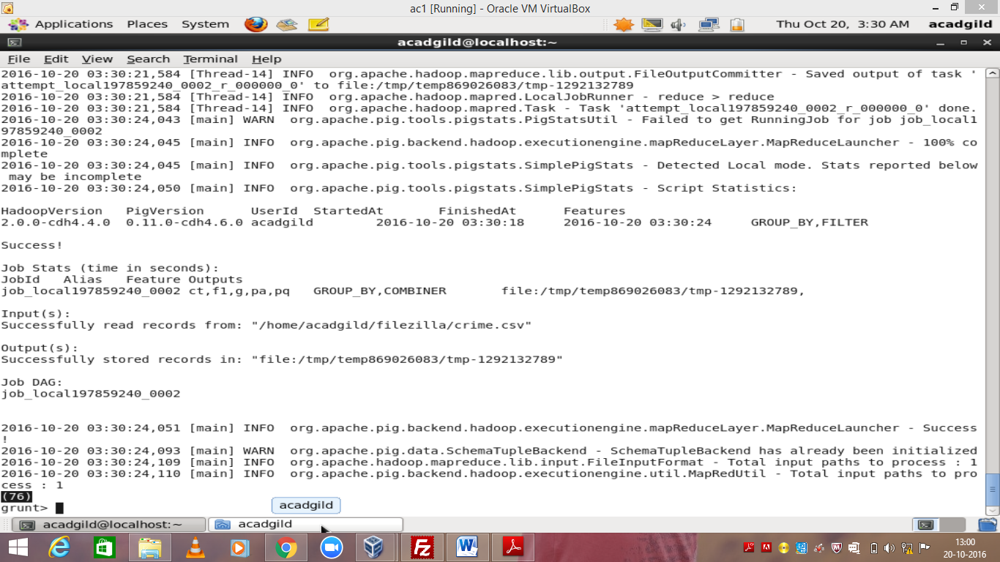 ac1 [Running] - Oracle VM VirtualBox
Applications Places System Thu Oct 20, 3:30 AM acadgild
acadgild@localhost:~
File Edit View Search Terminal Help
2016-10-20 03:30:21,584 [Thread-14] INFO  org.apache.hadoop.mapreduce.lib.output.FileOutputCommitter - Saved output of task '
attempt_local197859240_0002_r_000000_0' to file:/tmp/temp869026083/tmp-1292132789
2016-10-20 03:30:21,584 [Thread-14] INFO  org.apache.hadoop.mapred.LocalJobRunner - reduce > reduce
2016-10-20 03:30:21,584 [Thread-14] INFO  org.apache.hadoop.mapred.Task - Task 'attempt_local197859240_0002_r_000000_0' done.
2016-10-20 03:30:24,043 [main] WARN  org.apache.pig.tools.pigstats.PigStatsUtil - Failed to get RunningJob for job job_local1
97859240_0002
2016-10-20 03:30:24,045 [main] INFO  org.apache.pig.backend.hadoop.executionengine.mapReduceLayer.MapReduceLauncher - 100% co
mplete
2016-10-20 03:30:24,045 [main] INFO  org.apache.pig.tools.pigstats.SimplePigStats - Detected Local mode. Stats reported below
 may be incomplete
2016-10-20 03:30:24,050 [main] INFO  org.apache.pig.tools.pigstats.SimplePigStats - Script Statistics:
HadoopVersion PigVersion UserId StartedAt FinishedAt Features
2.0.0-cdh4.4.0 0.11.0-cdh4.6.0 acadgild 2016-10-20 03:30:18 2016-10-20 03:30:24 GROUP_BY,FILTER
Success!
Job Stats (time in seconds):
JobId Alias Feature Outputs
job_local197859240_0002 ct,f1,g,pa,pq GROUP_BY,COMBINER file:/tmp/temp869026083/tmp-1292132789,
Input(s):
Successfully read records from: "/home/acadgild/filezilla/crime.csv"
Output(s):
Successfully stored records in: "file:/tmp/temp869026083/tmp-1292132789"
Job DAG:
job_local197859240_0002
2016-10-20 03:30:24,051 [main] INFO  org.apache.pig.backend.hadoop.executionengine.mapReduceLayer.MapReduceLauncher - Success
!
2016-10-20 03:30:24,093 [main] WARN  org.apache.pig.data.SchemaTupleBackend - SchemaTupleBackend has already been initialized
2016-10-20 03:30:24,109 [main] INFO  org.apache.hadoop.mapreduce.lib.input.FileInputFormat - Total input paths to process : 1
2016-10-20 03:30:24,110 [main] INFO  org.apache.pig.backend.hadoop.executionengine.util.MapRedUtil - Total input paths to pro
cess : 1
(76)
grunt>
acadgild
acadgild@localhost:~ acadgild
13:00
20-10-2016